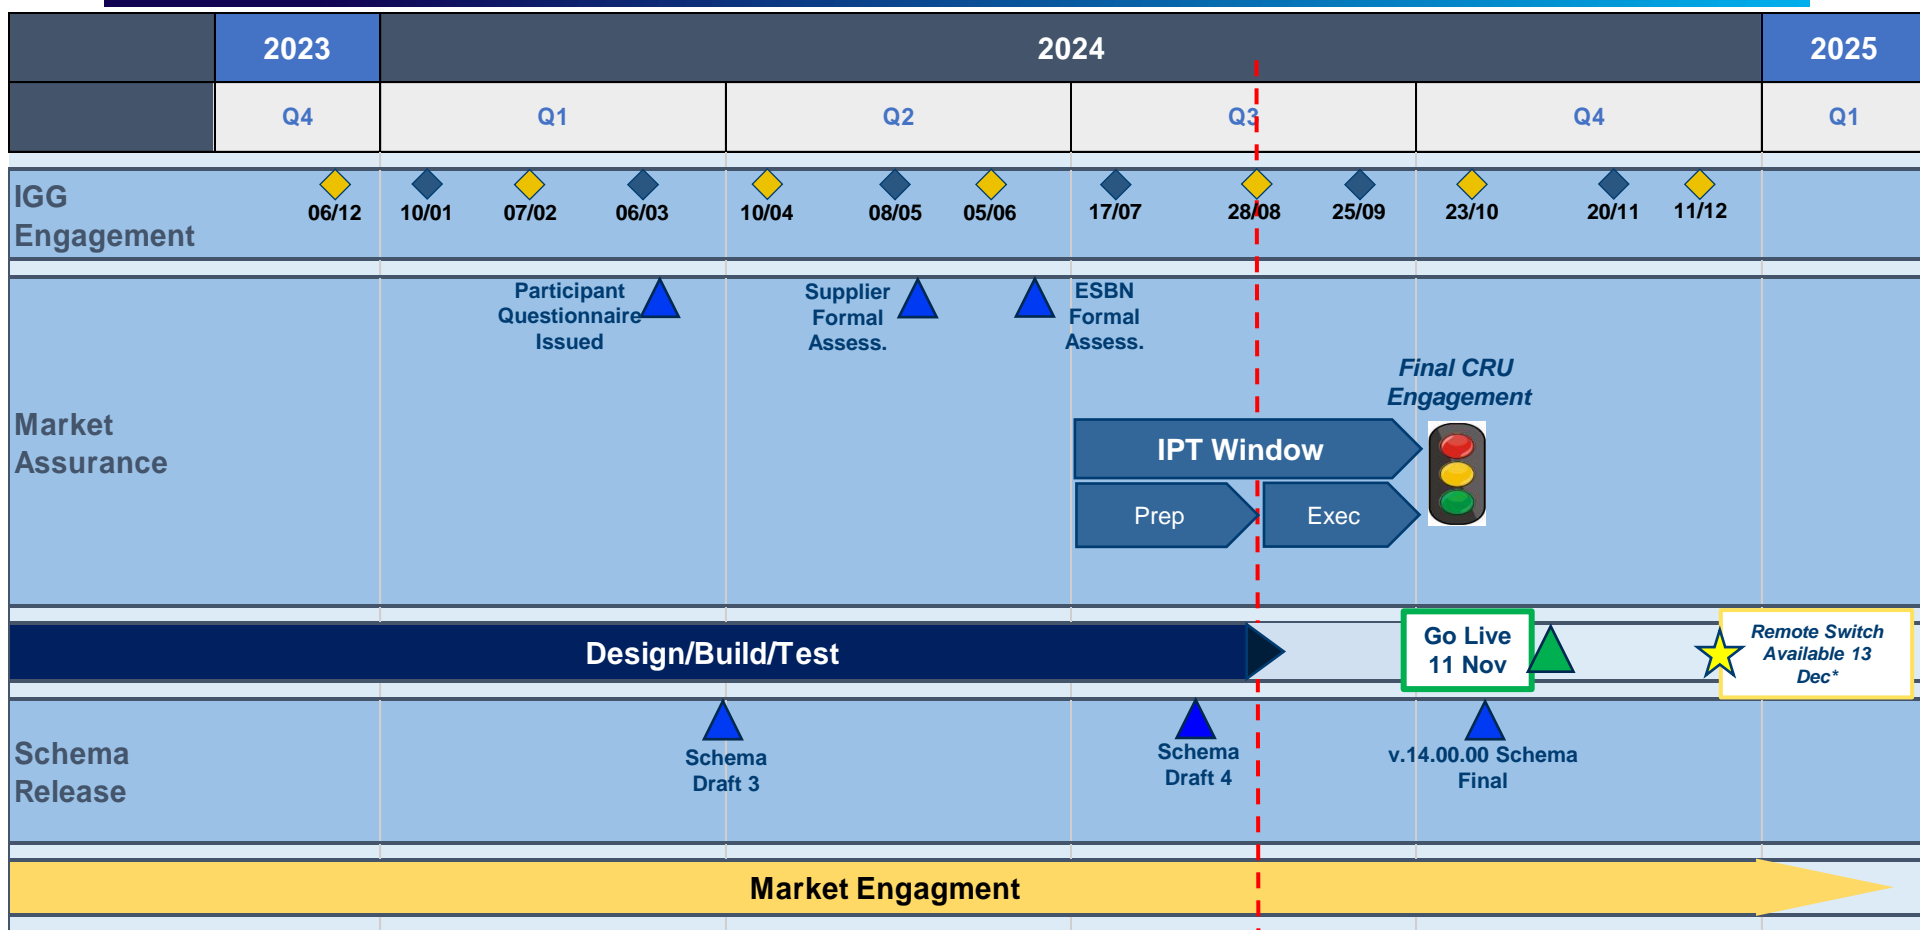 2023
2024
2025
Q4
Q1
Q2
Q3
Q4
Q1
IGG
Engagement
06/12
10/01
07/02
06/03
10/04
08/05
05/06
17/07
28/08
25/09
23/10
20/11
11/12
Market
Assurance
Participant
Questionnaire
Issued
Supplier
Formal
Assess.
ESBN
Formal
Assess.
Final CRU
Engagement
IPT Window
Prep
Exec
Design/Build/Test
Go Live
11 Nov
Remote Switch
Available 13
Dec*
Schema
Release
Schema
Draft 3
Schema
Draft 4
v.14.00.00 Schema
Final
Market Engagment